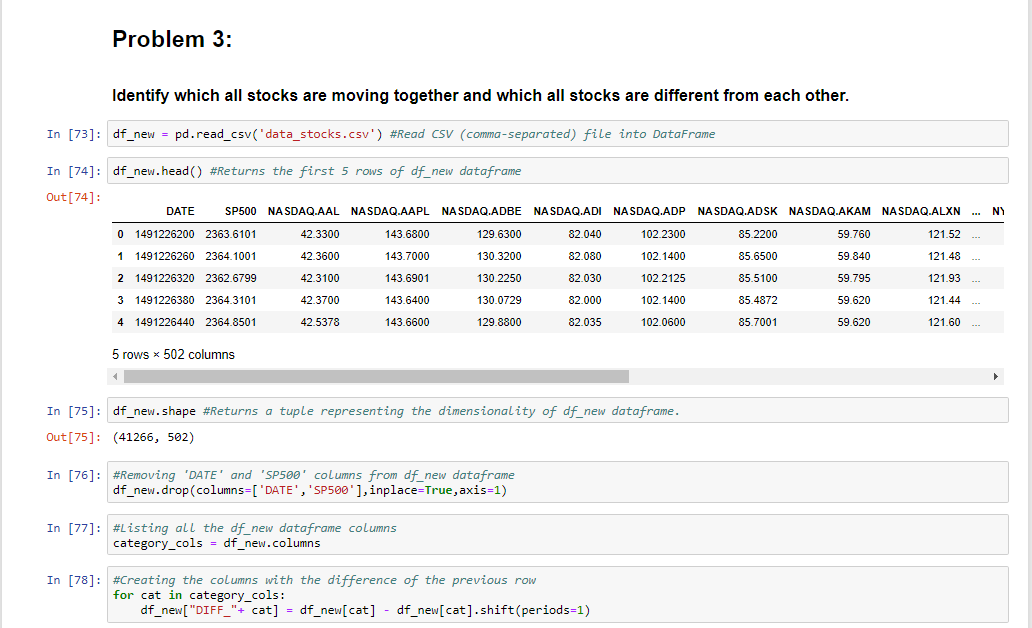 Problem 3:
Identify which all stocks are moving together and which all stocks are different from each other.
In [73]: df_new = pd.read_csv('data_stocks.csv') #Read CSV (comma-separated) file into DataFrame
In [74]: df_new.head() #Returns the first 5 rows of df_new dataframe
Out[74]:
DATE SP500 NASDAQ.AAL NASDAQ.AAPL NASDAQ.ADBE NASDAQ.ADI NASDAQ.ADP NASDAQ.ADSK NASDAQ.AKAM NASDAQ.ALXN ... NY
0 1491226200 2363.6101 42.3300 143.6800 129.6300 82.040 102.2300 85.2200 59.760 121.52 ...
1 1491226260 2364.1001 42.3600 143.7000 130.3200 82.080 102.1400 85.6500 59.840 121.48 ...
2 1491226320 2362.6799 42.3100 143.6901 130.2250 82.030 102.2125 85.5100 59.795 121.93 ...
3 1491226380 2364.3101 42.3700 143.6400 130.0729 82.000 102.1400 85.4872 59.620 121.44 ...
4 1491226440 2364.8501 42.5378 143.6600 129.8800 82.035 102.0600 85.7001 59.620 121.60 ...
5 rows × 502 columns
In [75]: df_new.shape #Returns a tuple representing the dimensionality of df_new dataframe.
Out[75]: (41266, 502)
In [76]: #Removing 'DATE' and 'SP500' columns from df_new dataframe
df_new.drop(columns=['DATE','SP500'],inplace=True,axis=1)
In [77]: #Listing all the df_new dataframe columns
category_cols = df_new.columns
In [78]: #Creating the columns with the difference of the previous row
for cat in category_cols:
df_new["DIFF_"+ cat] = df_new[cat] - df_new[cat].shift(periods=1)